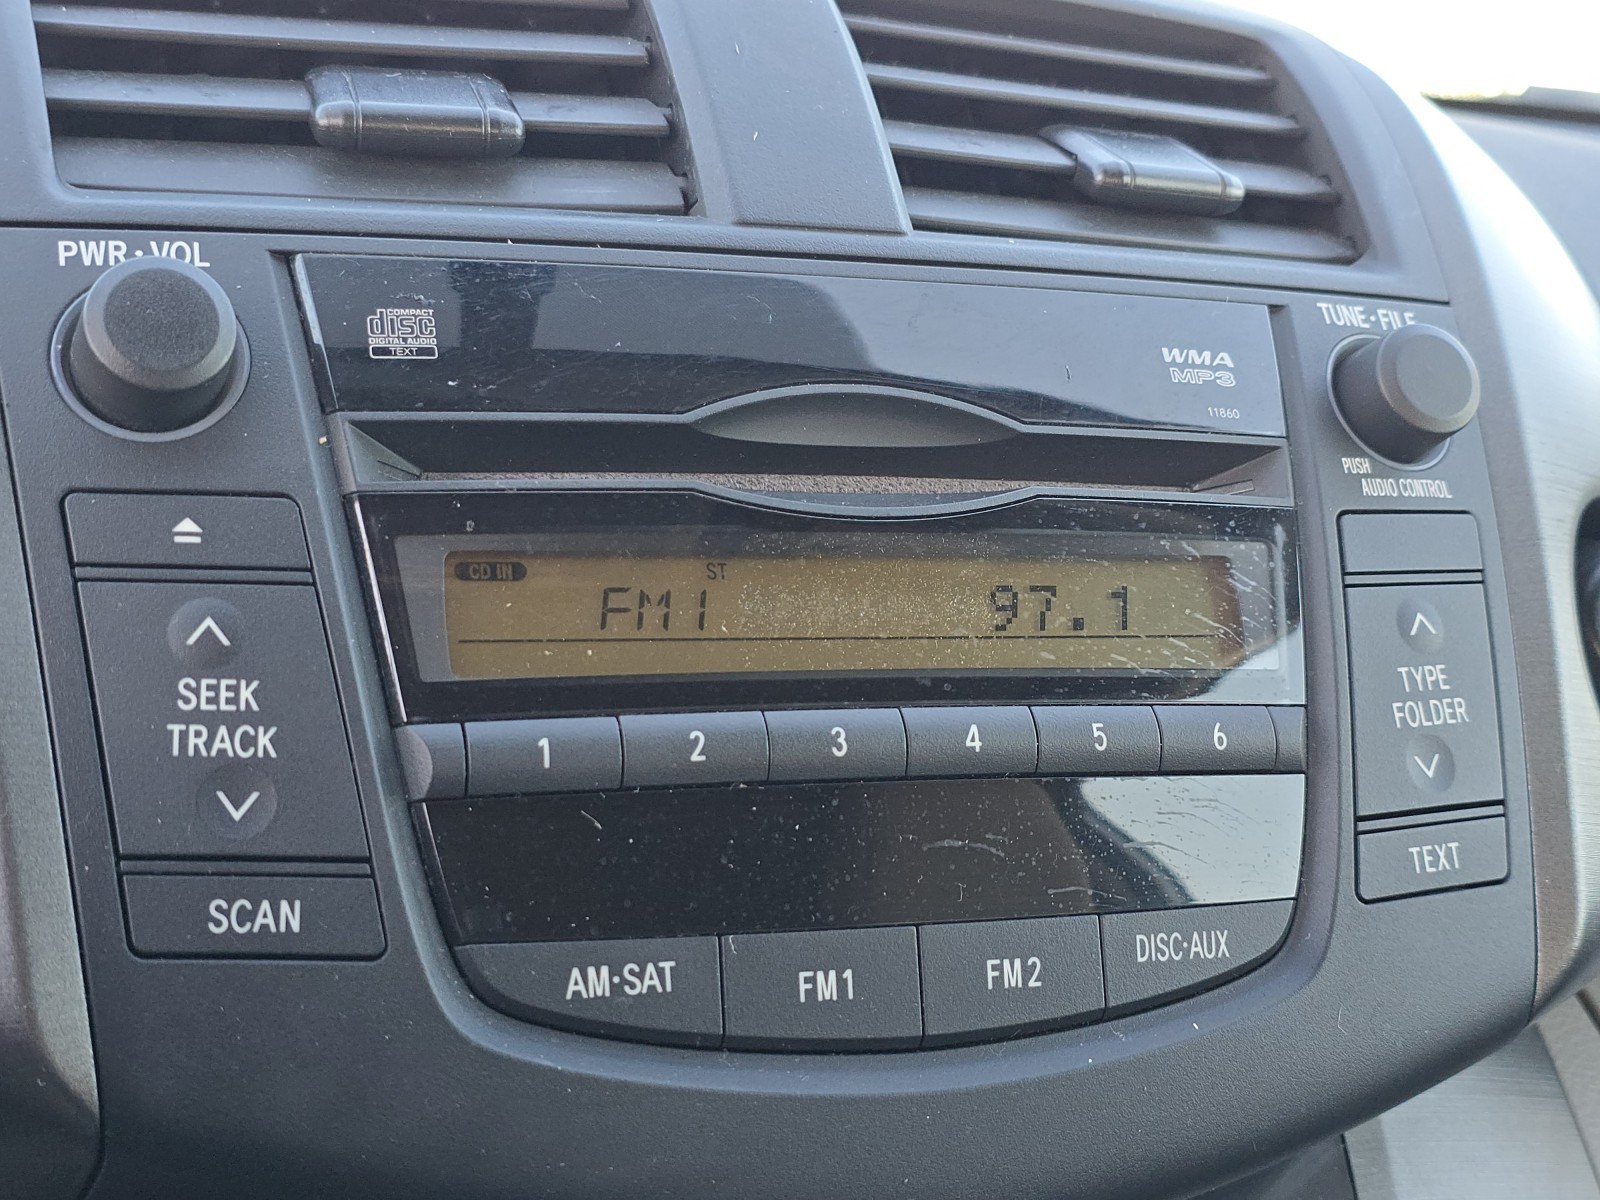 PWR•VOL
COMPACT
disc
DIGITAL AUDIO
TEXT
WMA
MP3
11860
TUNE•FILE
PUSH
AUDIO CONTROL
CD IN
ST
FM1
97.1
SEEK
TRACK
SCAN
1
2
3
4
5
6
TYPE
FOLDER
TEXT
AM•SAT
FM1
FM2
DISC•AUX